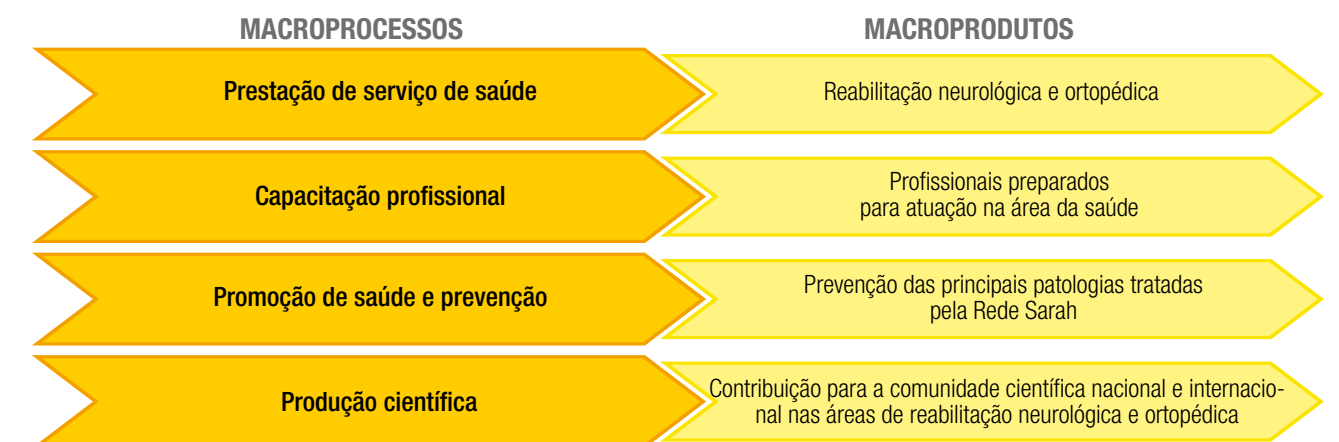 MACROPROCESSOS
MACROPRODUTOS
Prestação de serviço de saúde
Reabilitação neurológica e ortopédica
Capacitação profissional
Profissionais preparados
para atuação na área da saúde
Promoção de saúde e prevenção
Prevenção das principais patologias tratadas
pela Rede Sarah
Produção científica
Contribuição para a comunidade científica nacional e internacio-
nal nas áreas de reabilitação neurológica e ortopédica